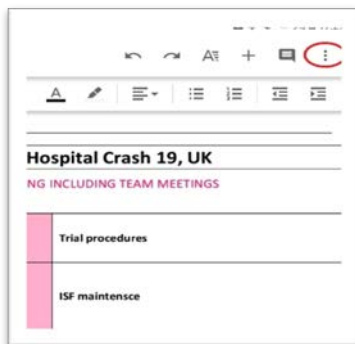 Hospital Crash 19, UK
NG INCLUDING TEAM MEETINGS
Trial procedures
ISF maintensce